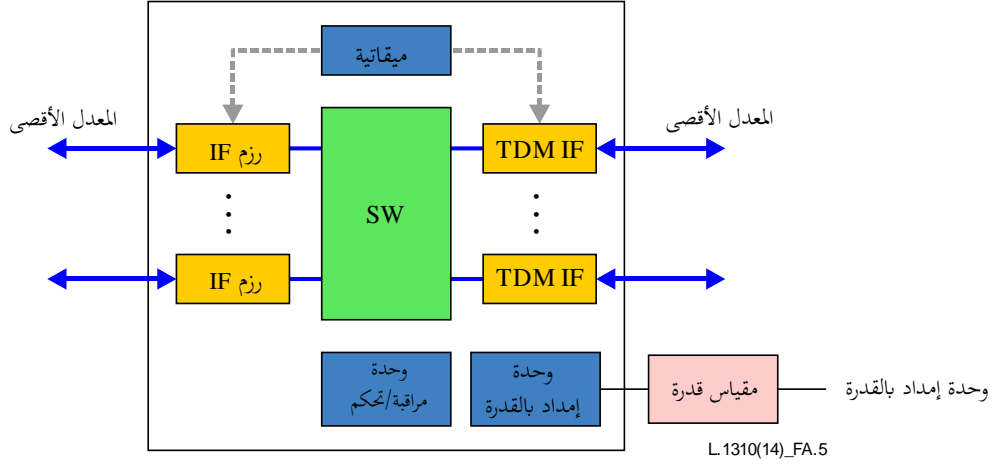 ميقاتية
المعدل الأقصى
المعدل الأقصى
رزم IF
TDM IF
SW
رزم IF
TDM IF
وحدة
مراقبة/تحكم
وحدة
إمداد بالقدرة
مقياس قدرة
وحدة إمداد بالقدرة
L.1310(14)_FA.5